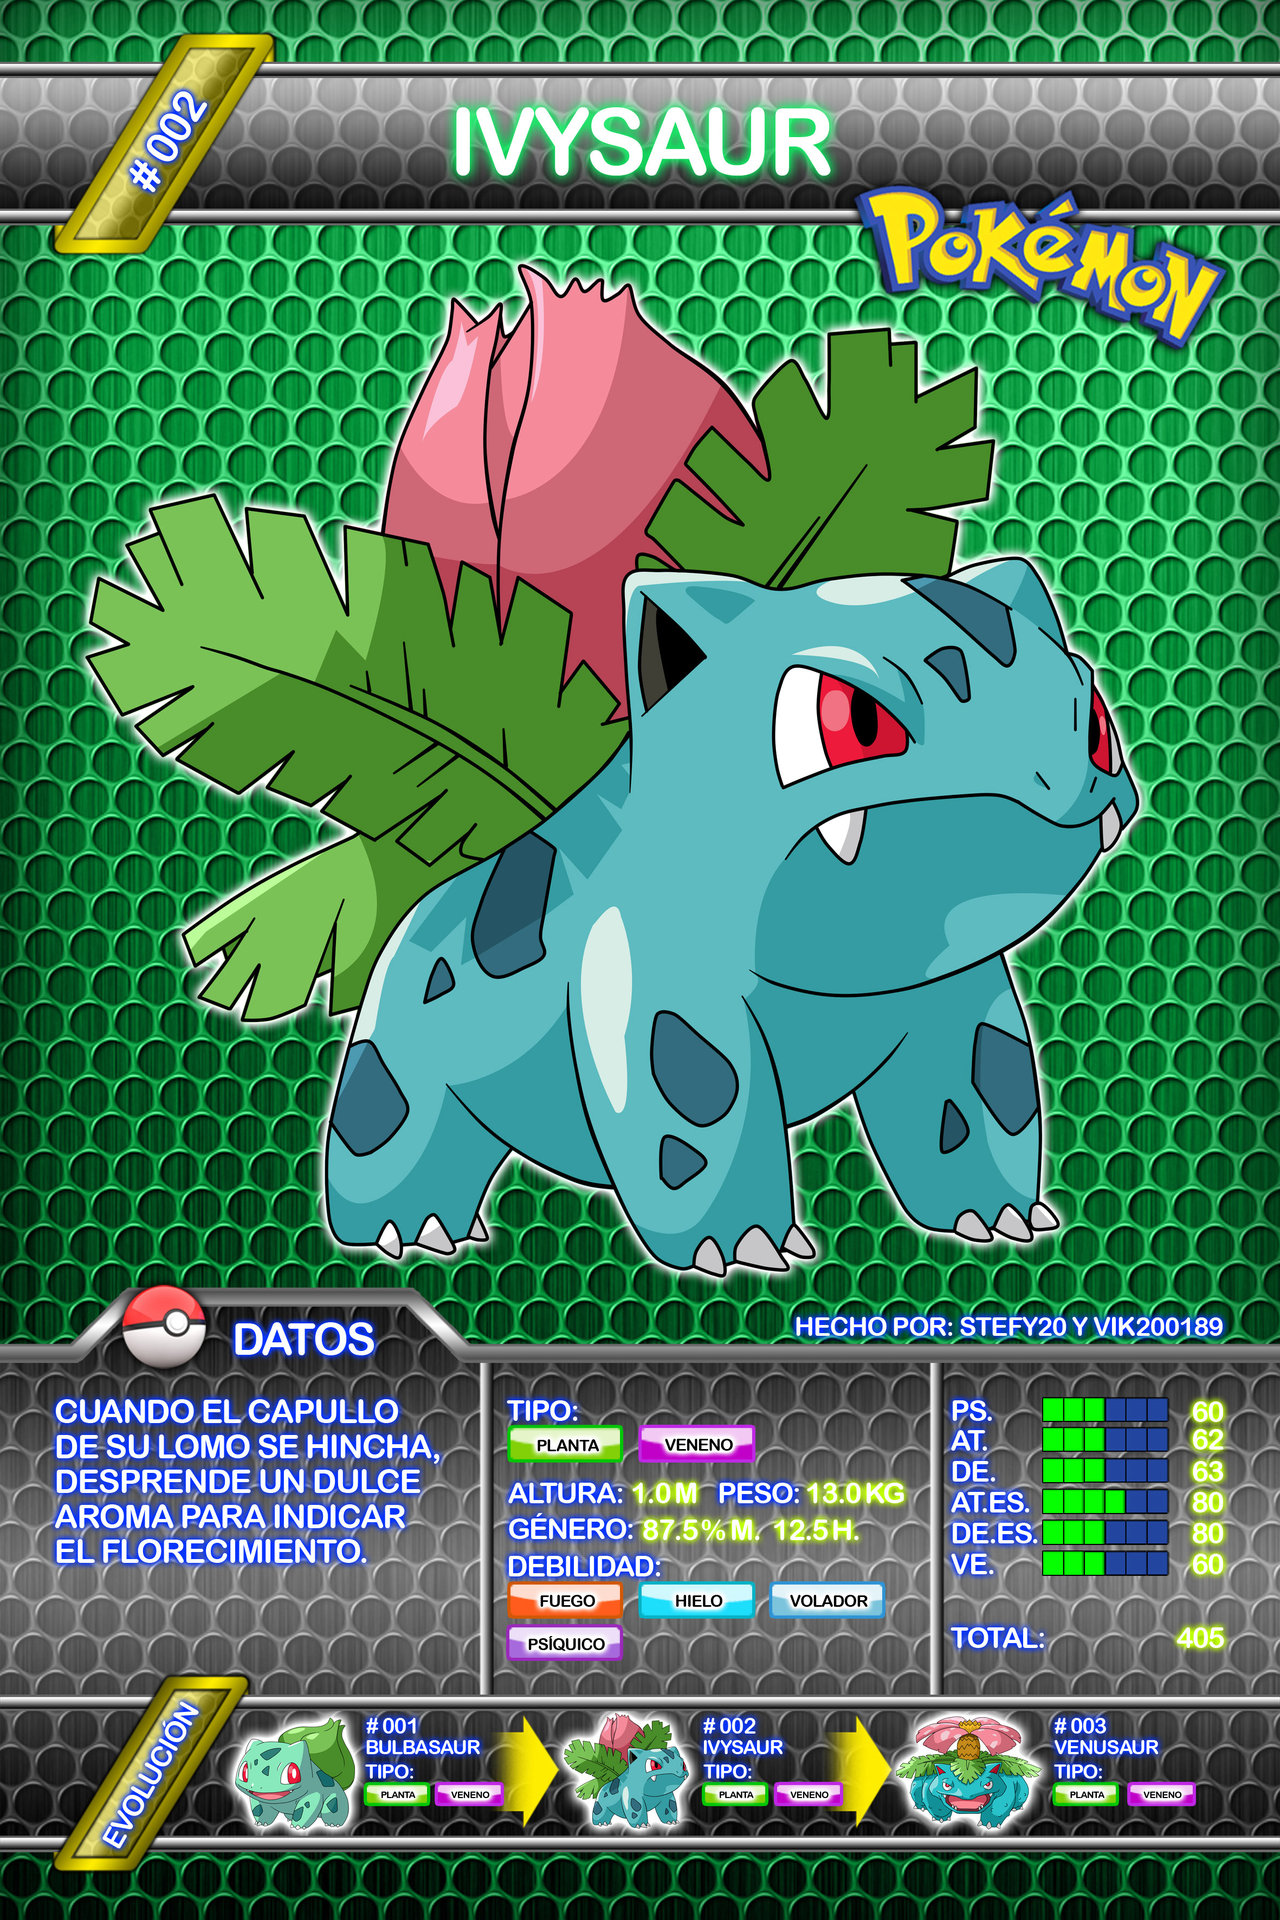 # 002
IVYSAUR
POKéMON
HECHO POR: STEFY20 Y VIK200189
DATOS
CUANDO EL CAPULLO
DE SU LOMO SE HINCHA,
DESPRENDE UN DULCE
AROMA PARA INDICAR
EL FLORECIMIENTO.
TIPO:
PLANTA VENENO
ALTURA: 1.0 M PESO: 13.0 KG
GÉNERO: 87.5% M. 12.5 H.
DEBILIDAD:
FUEGO HIELO VOLADOR
PSÍQUICO
PS. 60
AT. 62
DE. 63
AT.ES. 80
DE.ES. 80
VE. 60
TOTAL: 405
EVOLUCIÓN
# 001
BULBASAUR
TIPO:
PLANTA VENENO
# 002
IVYSAUR
TIPO:
PLANTA VENENO
# 003
VENUSAUR
TIPO:
PLANTA VENENO